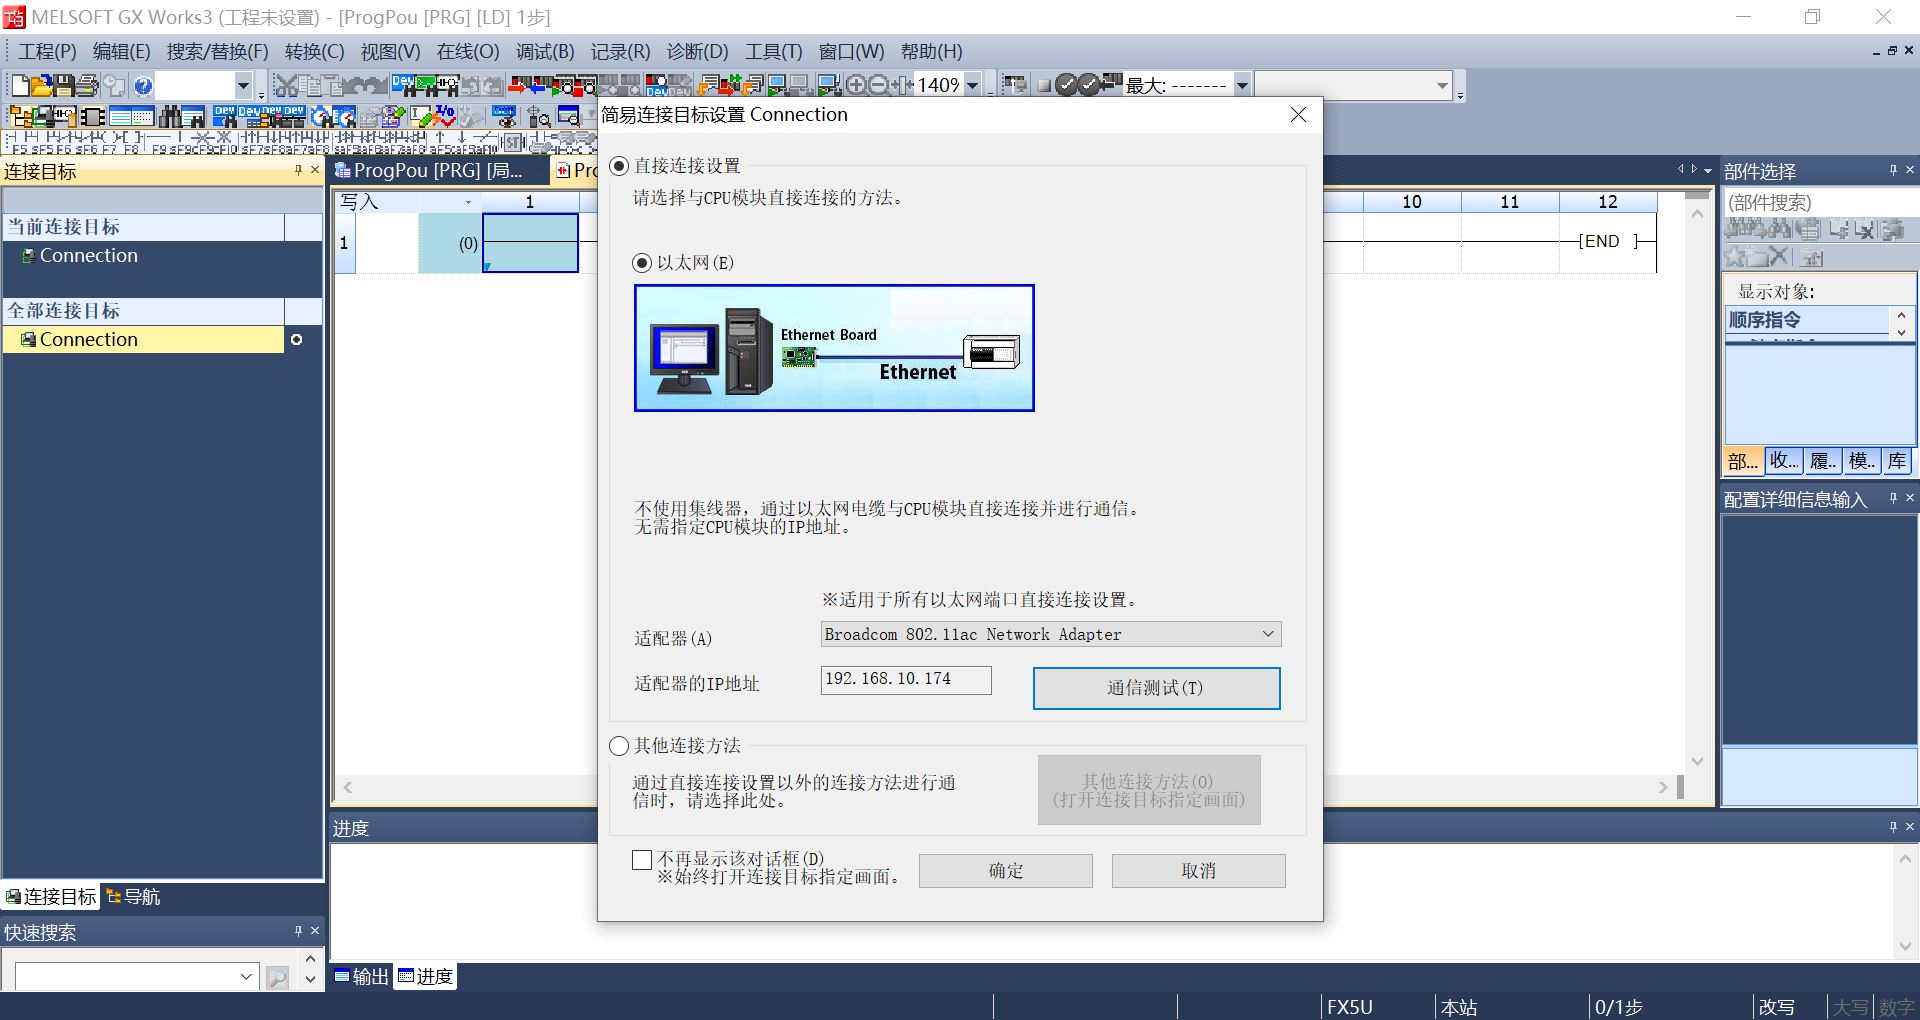 MELSOFT GX Works3 (工程未设置) - [ProgPou [PRG] [LD] 1步]
工程(P) 编辑(E) 搜索/替换(F) 转换(C) 视图(V) 在线(O) 调试(B) 记录(R) 诊断(D) 工具(T) 窗口(W) 帮助(H)
140%
最大: -------
连接目标
当前连接目标
Connection
全部连接目标
Connection
连接目标
导航
快速搜索
ProgPou [PRG] [局...
Pro
写入
1
10
11
12
1
(0)
[END ]
简易连接目标设置 Connection
直接连接设置
请选择与CPU模块直接连接的方法。
以太网(E)
Ethernet Board
Ethernet
不使用集线器，通过以太网电缆与CPU模块直接连接并进行通信。
无需指定CPU模块的IP地址。
※适用于所有以太网端口直接连接设置。
适配器(A)
Broadcom 802.11ac Network Adapter
适配器的IP地址
192.168.10.174
通信测试(T)
其他连接方法
通过直接连接设置以外的连接方法进行通
信时，请选择此处。
其他连接方法(O)
(打开连接目标指定画面)
不再显示该对话框(D)
※始终打开连接目标指定画面。
确定
取消
进度
输出
进度
部件选择
(部件搜索)
显示对象:
顺序指令
部...
收...
履..
模..
库
配置详细信息输入
FX5U
本站
0/1步
改写
大写
数字